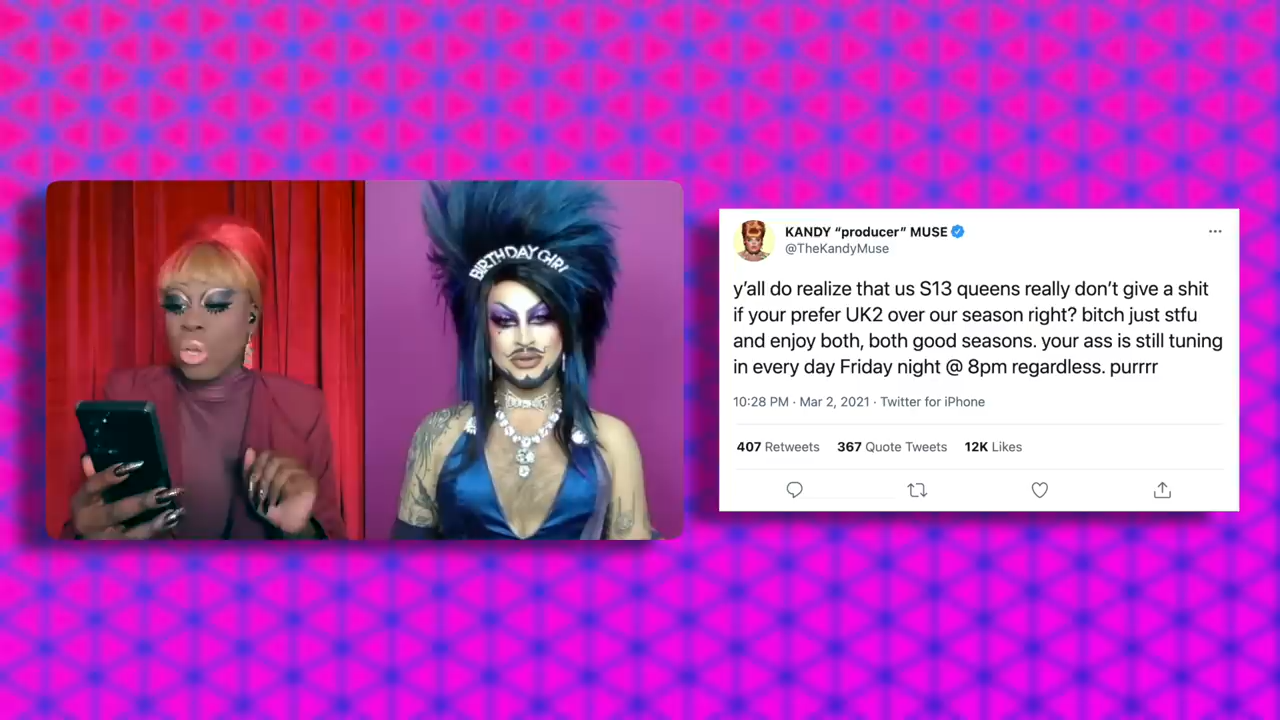 BIRTHDAY GIRL
KANDY “producer” MUSE
@TheKandyMuse
y’all do realize that us S13 queens really don’t give a shit
if your prefer UK2 over our season right? bitch just stfu
and enjoy both, both good seasons. your ass is still tuning
in every day Friday night @ 8pm regardless. purrrr
10:28 PM · Mar 2, 2021 · Twitter for iPhone
407 Retweets 367 Quote Tweets 12K Likes